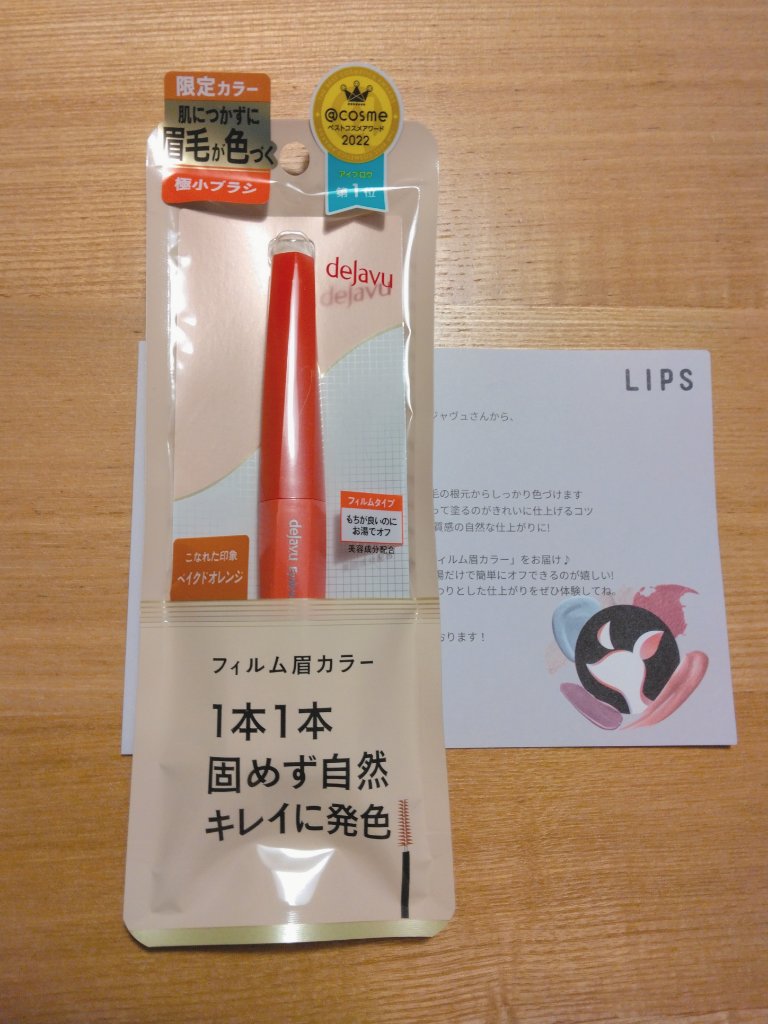 限定カラー
肌につかずに
眉毛が色づく
極小ブラシ
@cosme
ベストコスメアワード
2022
アイブロウ
第1位
dejavu
dejavu
フィルムタイプ
もちが良いのに
お湯でオフ
美容成分配合
こなれた印象
ベイクドオレンジ
dejavu
フィルム眉カラー
1本1本
固めず自然
キレイに発色
LIPS
ジャヴュさんから、
毛の根元からしっかり色づけます
って塗るのがきれいに仕上げるコツ
質感の自然な仕上がりに!
ィルム眉カラー」をお届け♪
湯だけで簡単にオフできるのが嬉しい!
わりとした仕上がりをぜひ体験してね。
おります！